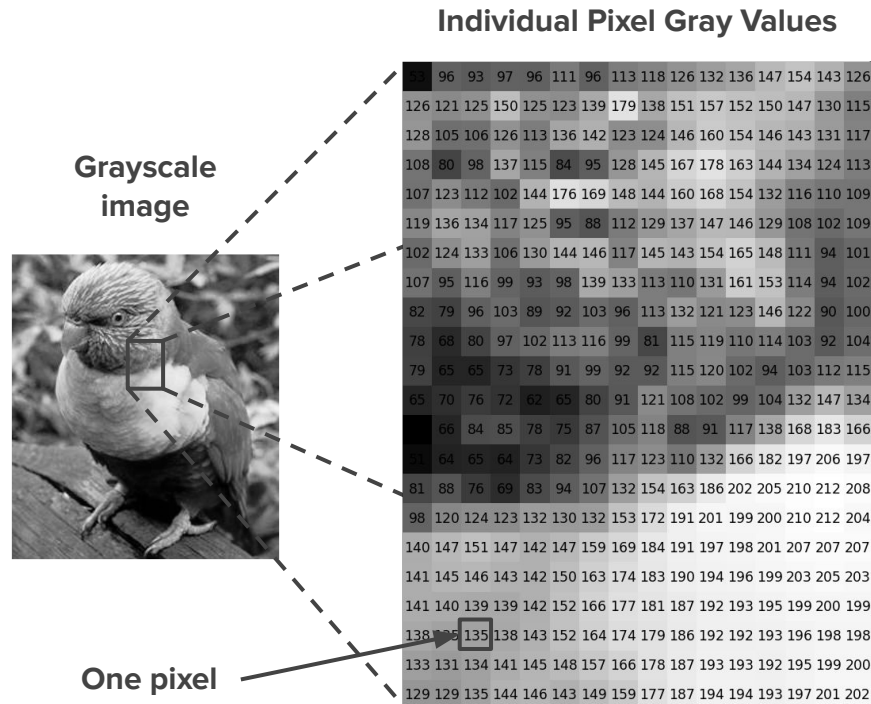 Individual Pixel Gray Values
Grayscale
image
53 96 93 97 96 111 96 113 118 126 132 136 147 154 143 126
126 121 125 150 125 123 139 179 138 151 157 152 150 147 130 115
128 105 106 126 113 136 142 123 124 146 160 154 146 143 131 117
108 80 98 137 115 84 95 128 145 167 178 163 144 134 124 113
107 123 112 102 144 176 169 148 144 160 168 154 132 116 110 109
119 136 134 117 125 95 88 112 129 137 147 146 129 108 102 109
102 124 133 106 130 144 146 117 145 143 154 165 148 111 94 101
107 95 116 99 93 98 139 133 113 110 131 161 153 114 94 102
82 79 96 103 89 92 103 96 113 132 121 123 146 122 90 100
78 68 80 97 102 113 116 99 81 115 119 110 114 103 92 104
79 65 65 73 78 91 99 92 92 115 120 102 94 103 112 115
65 70 76 72 62 65 80 91 121 108 102 99 104 132 147 134
66 84 85 78 75 87 105 118 88 91 117 138 168 183 166
51 64 65 64 73 82 96 117 123 110 132 166 182 197 206 197
81 88 76 69 83 94 107 132 154 163 186 202 205 210 212 208
98 120 124 123 132 130 132 153 172 191 201 199 200 210 212 204
140 147 151 147 142 147 159 169 184 191 197 198 201 207 207 207
141 145 146 143 142 150 163 174 183 190 194 196 199 203 205 203
141 140 139 139 142 152 166 177 181 187 192 193 195 199 200 199
138 135 138 143 152 164 174 179 186 192 192 193 196 198 198
133 131 134 141 145 148 157 166 178 187 193 193 192 195 199 200
129 129 135 144 146 143 149 159 177 187 194 194 193 197 201 202
One pixel